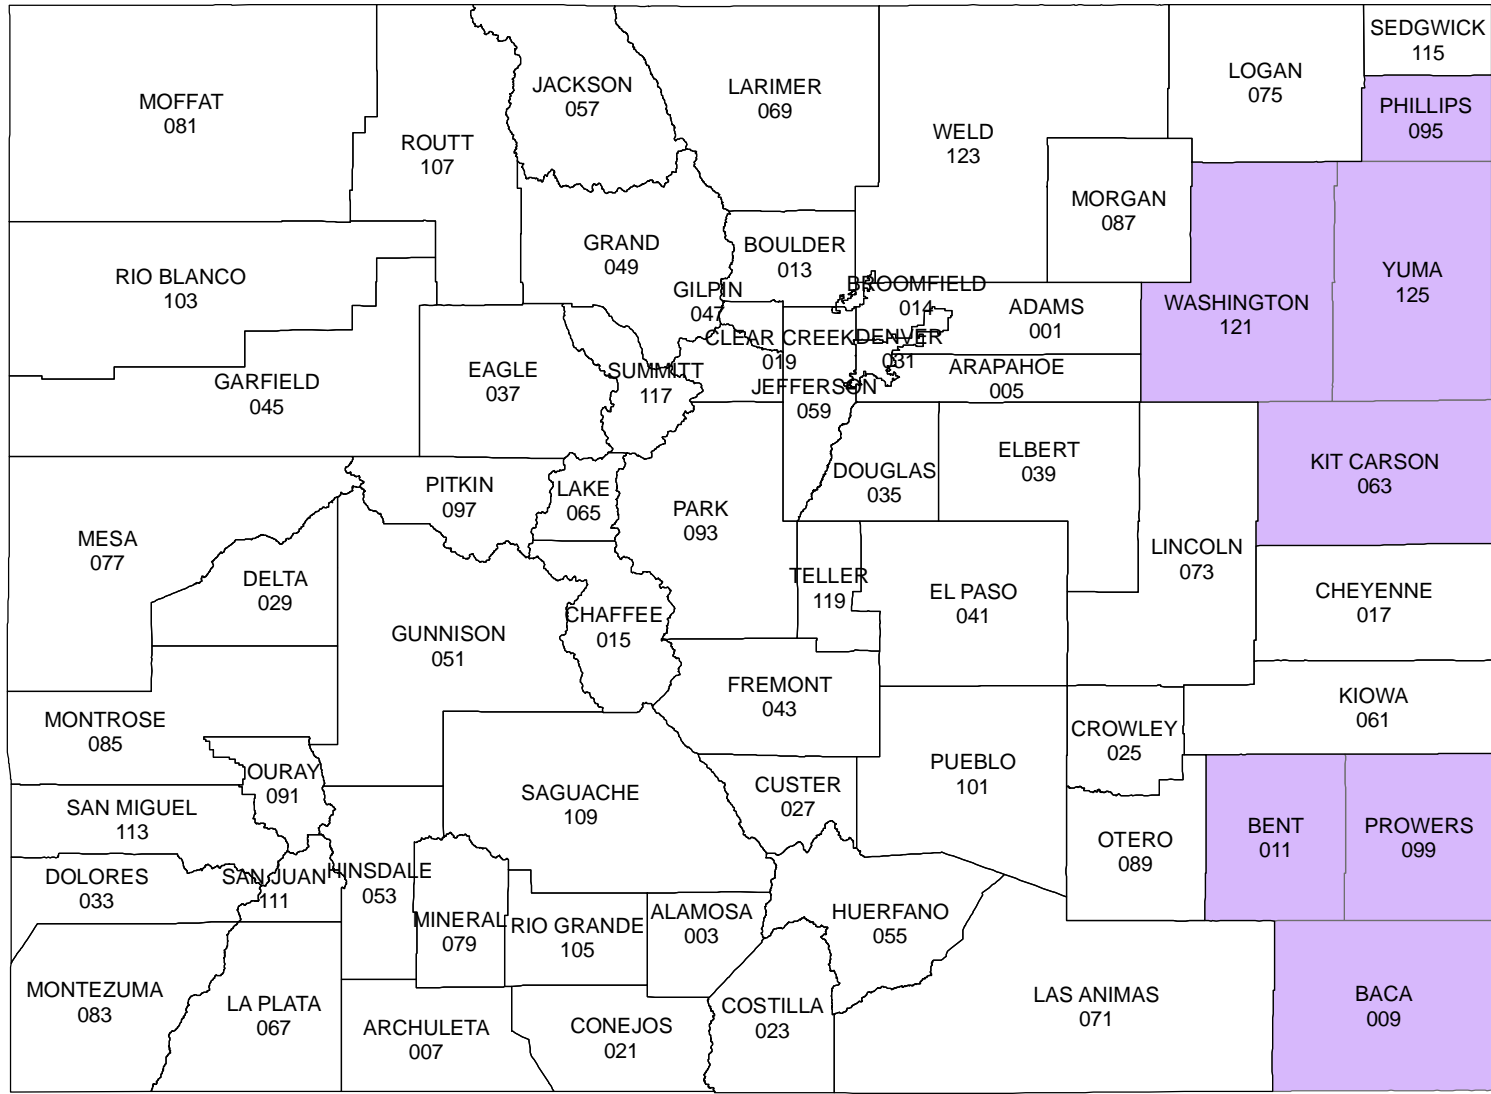 SEDGWICK
115
LOGAN
075
JACKSON
057
LARIMER
069
MOFFAT
081
PHILLIPS
095
ROUTT
107
WELD
123
MORGAN
087
GRAND
049
BOULDER
013
RIO BLANCO
103
YUMA
125
GILPIN
047
BROOMFIELD
014
ADAMS
001
WASHINGTON
121
CLEAR CREEK
019
DENVER
031
EAGLE
037
SUMMITT
117
ARAPAHOE
005
GARFIELD
045
JEFFERSON
059
ELBERT
039
KIT CARSON
063
DOUGLAS
035
PITKIN
097
LAKE
065
PARK
093
MESA
077
LINCOLN
073
DELTA
029
TELLER
119
EL PASO
041
CHEYENNE
017
CHAFFEE
015
GUNNISON
051
FREMONT
043
KIOWA
061
MONTROSE
085
CROWLEY
025
PUEBLO
101
OURAY
091
CUSTER
027
SAGUACHE
109
SAN MIGUEL
113
OTERO
089
BENT
011
PROWERS
099
DOLORES
033
SAN JUAN
111
HINSDALE
053
MINERAL
079
RIO GRANDE
105
ALAMOSA
003
HUERFANO
055
MONTEZUMA
083
LA PLATA
067
COSTILLA
023
LAS ANIMAS
071
BACA
009
ARCHULETA
007
CONEJOS
021